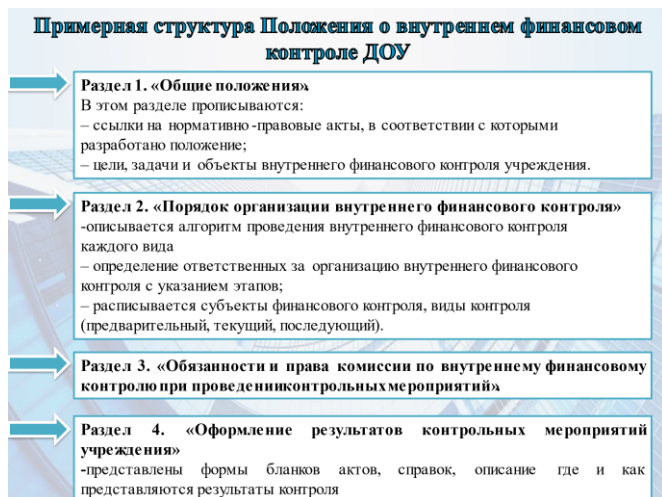 Примерная структура Положения о внутреннем финансовом
контроле ДОУ
Раздел 1. «Общие положения».
В этом разделе прописываются:
– ссылки на нормативно-правовые акты, в соответствии с которыми
разработано положение;
– цели, задачи и объекты внутреннего финансового контроля учреждения.
Раздел 2. «Порядок организации внутреннего финансового контроля»
-описывается алгоритм проведения внутреннего финансового контроля
каждого вида
– определение ответственных за организацию внутреннего финансового
контроля с указанием этапов;
– расписывается субъекты финансового контроля, виды контроля
(предварительный, текущий, последующий).
Раздел 3. «Обязанности и права комиссии по внутреннему финансовому
контролю при проведении контрольных мероприятий».
Раздел 4. «Оформление результатов контрольных мероприятий
учреждения»
-представлены формы бланков актов, справок, описание где и как
представляются результаты контроля